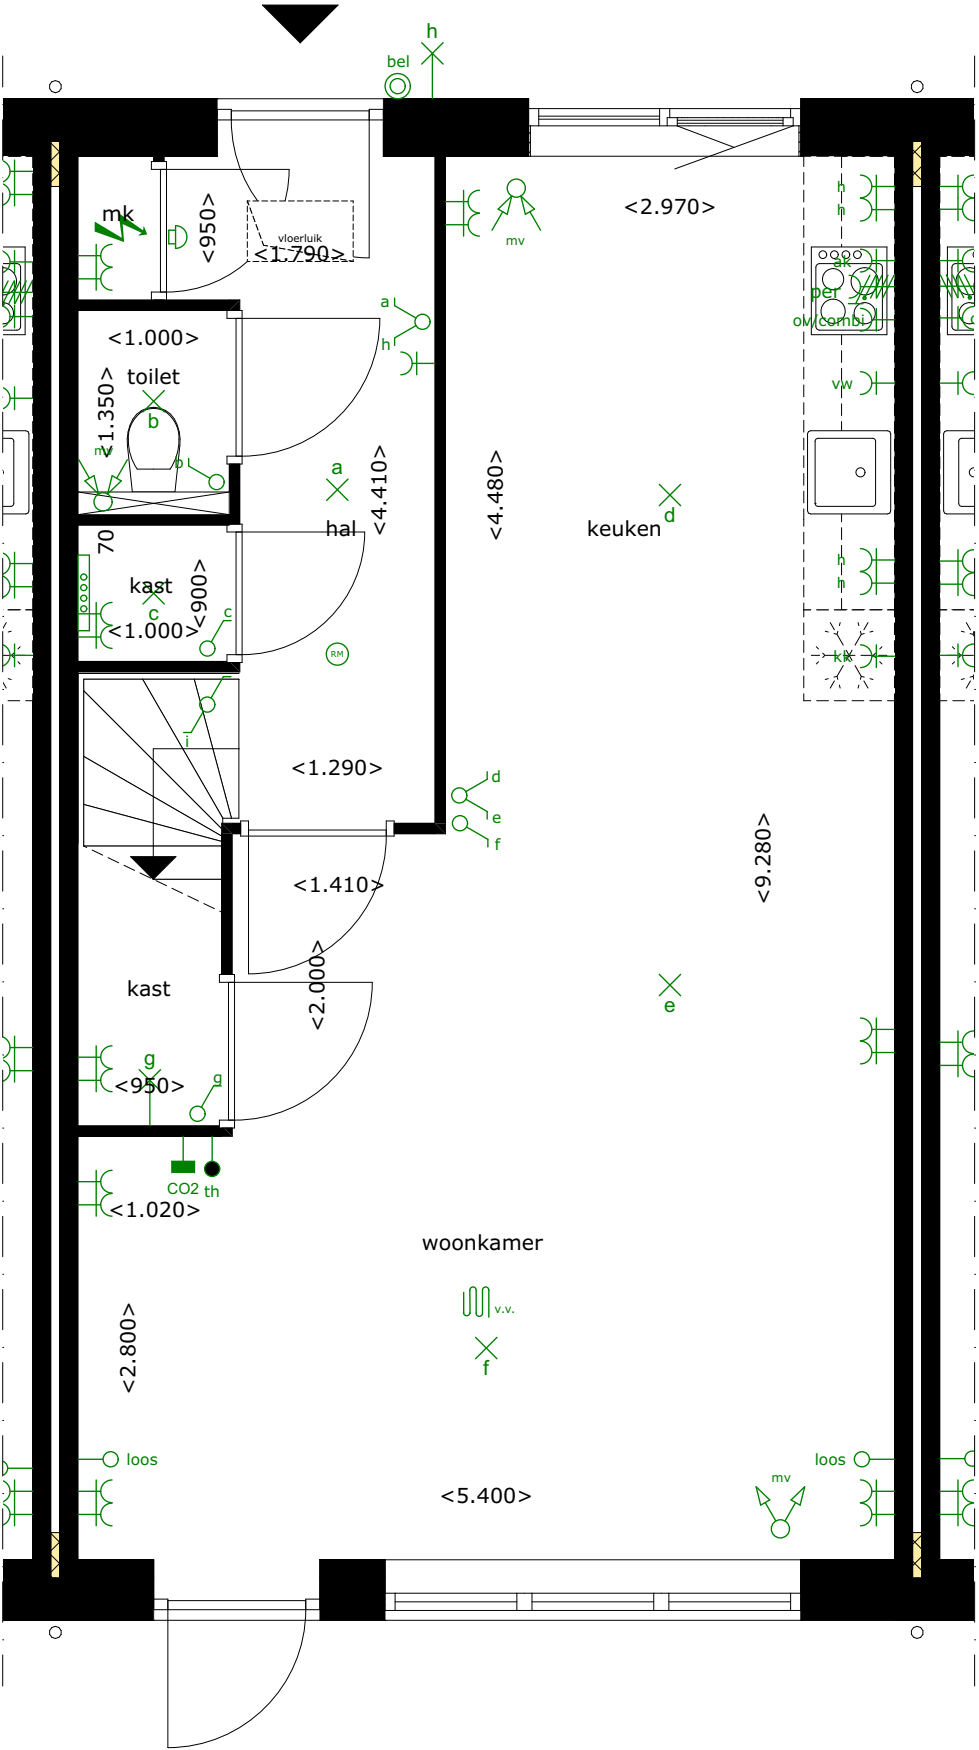 h
bel
mk
<950>
vloerluik
<1.790>
mv
<2.970>
h
h
ak
per
ov/combi
vw
<1.000>
toilet
<1.350>
b
mv
b
a
h
a
<4.410>
hal
<4.480>
keuken
d
70
kast
<900>
c
<1.000>
c
h
h
kk
RM
i
<1.290>
d
e
f
<1.410>
<9.280>
<2.000>
kast
e
g
<950>
g
CO2
th
<1.020>
woonkamer
v.v.
f
<2.800>
loos
loos
mv
<5.400>